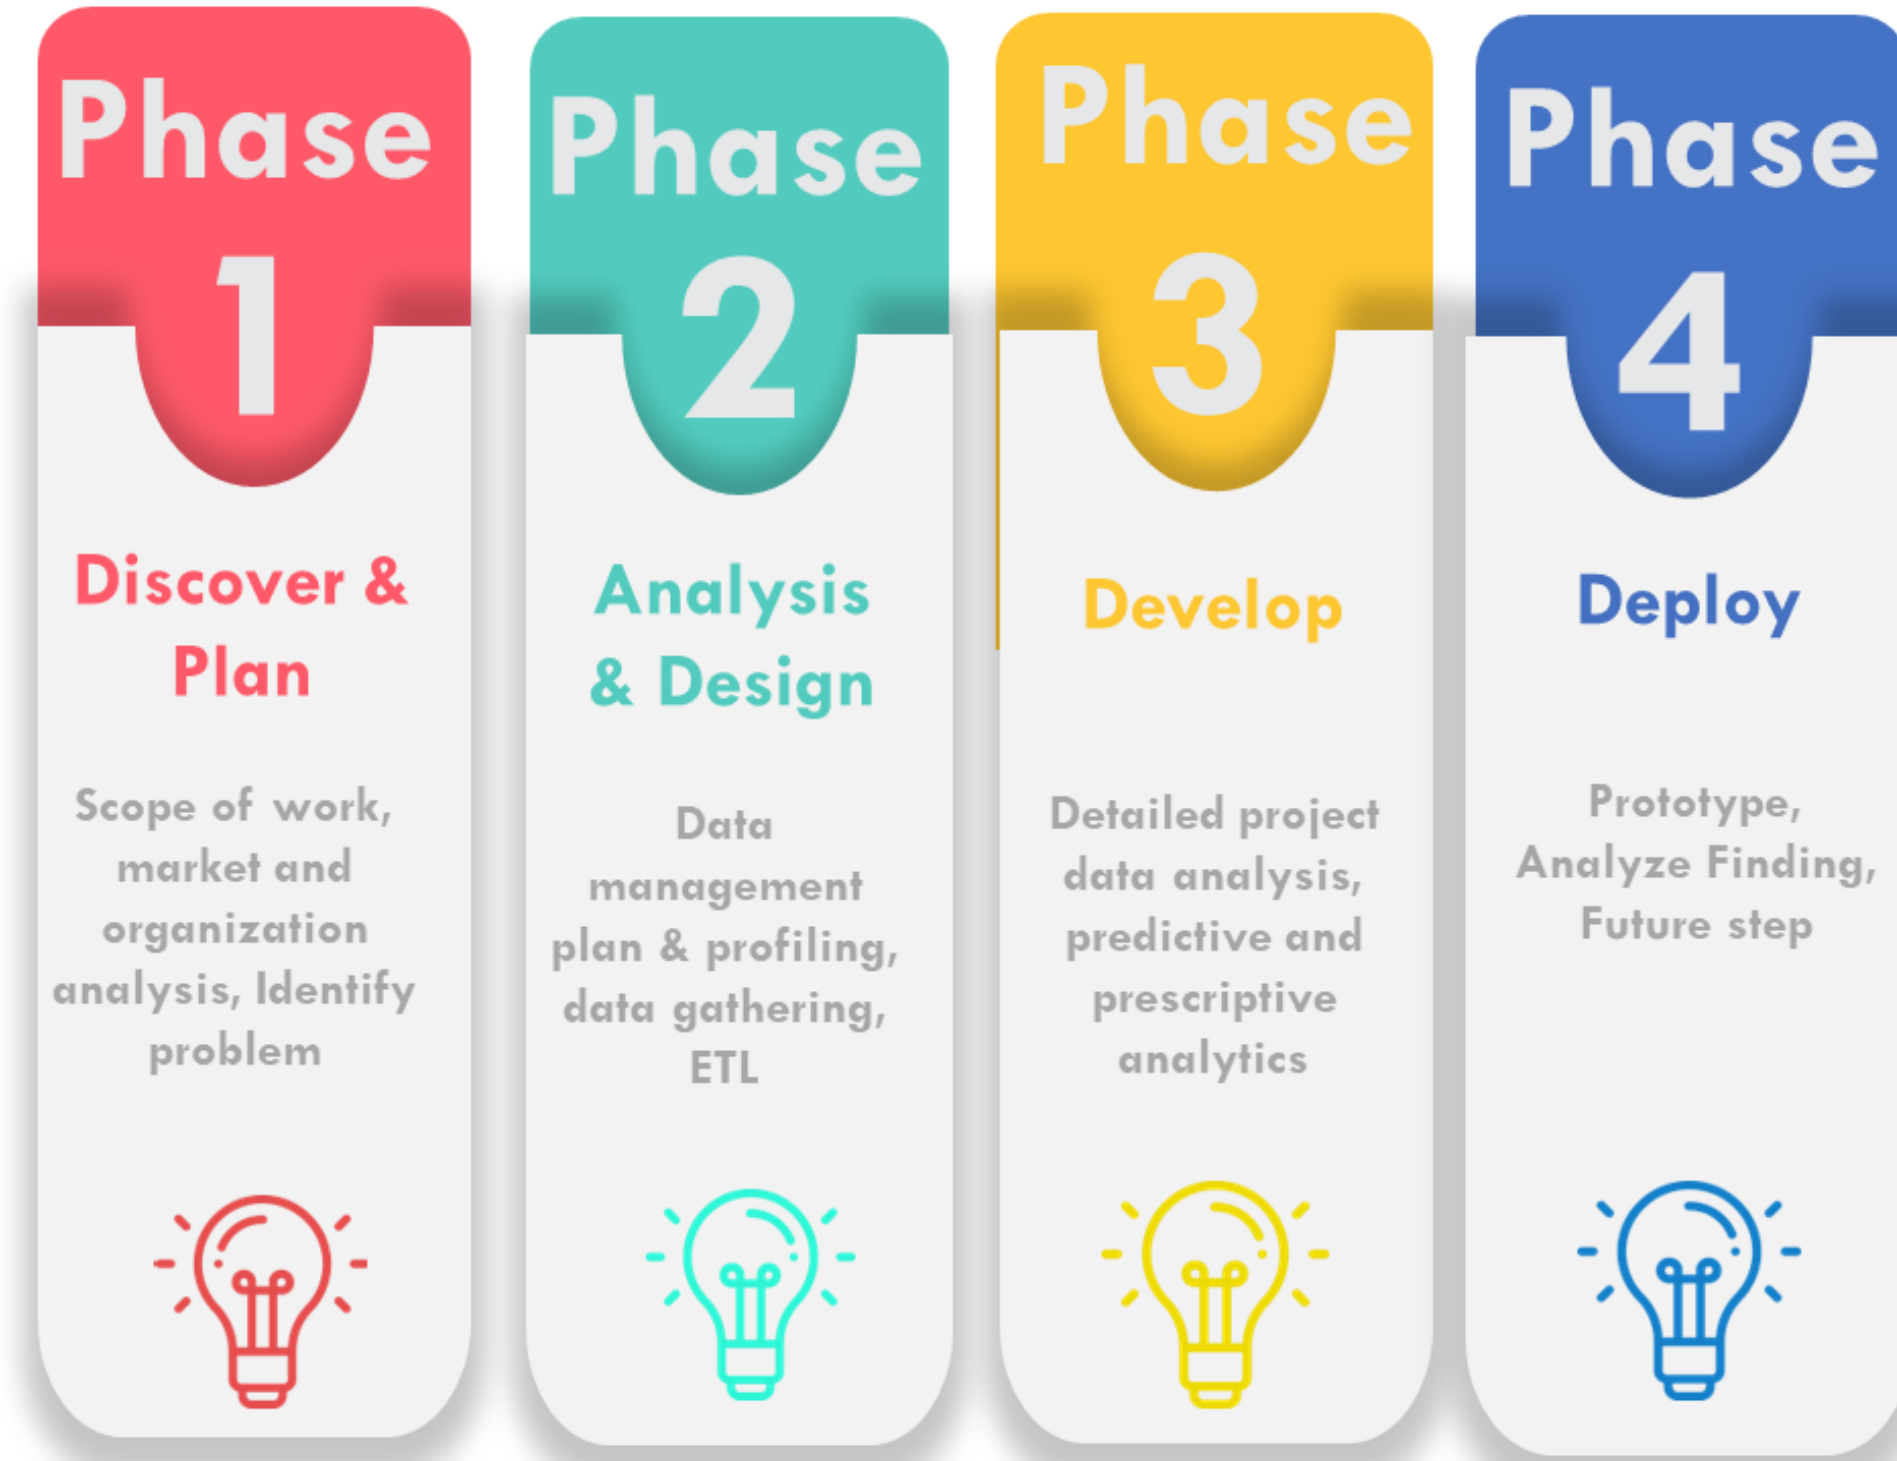 Phase
1
Discover &
Plan
Scope of work,
market and
organization
analysis, Identify
problem
Phase
2
Analysis
& Design
Data
management
plan & profiling,
data gathering,
ETL
Phase
3
Develop
Detailed project
data analysis,
predictive and
prescriptive
analytics
Phase
4
Deploy
Prototype,
Analyze Finding,
Future step